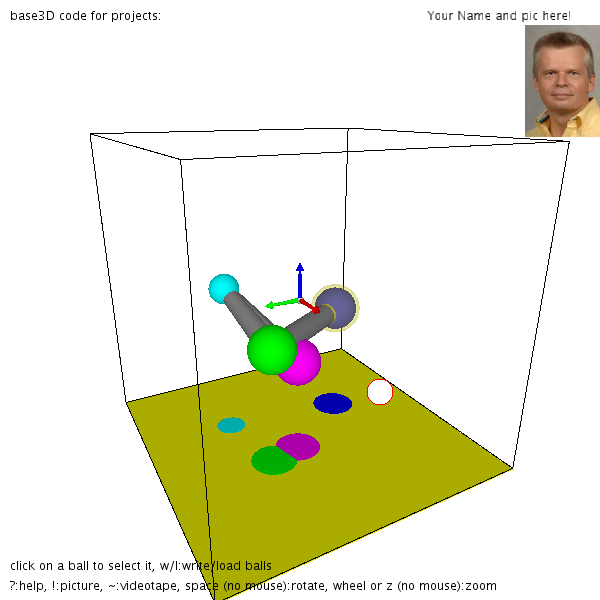 base3D code for projects:
Your Name and pic here!
click on a ball to select it, w/l:write/load balls
?:help, !:picture, ~:videotape, space (no mouse):rotate, wheel or z (no mouse):zoom